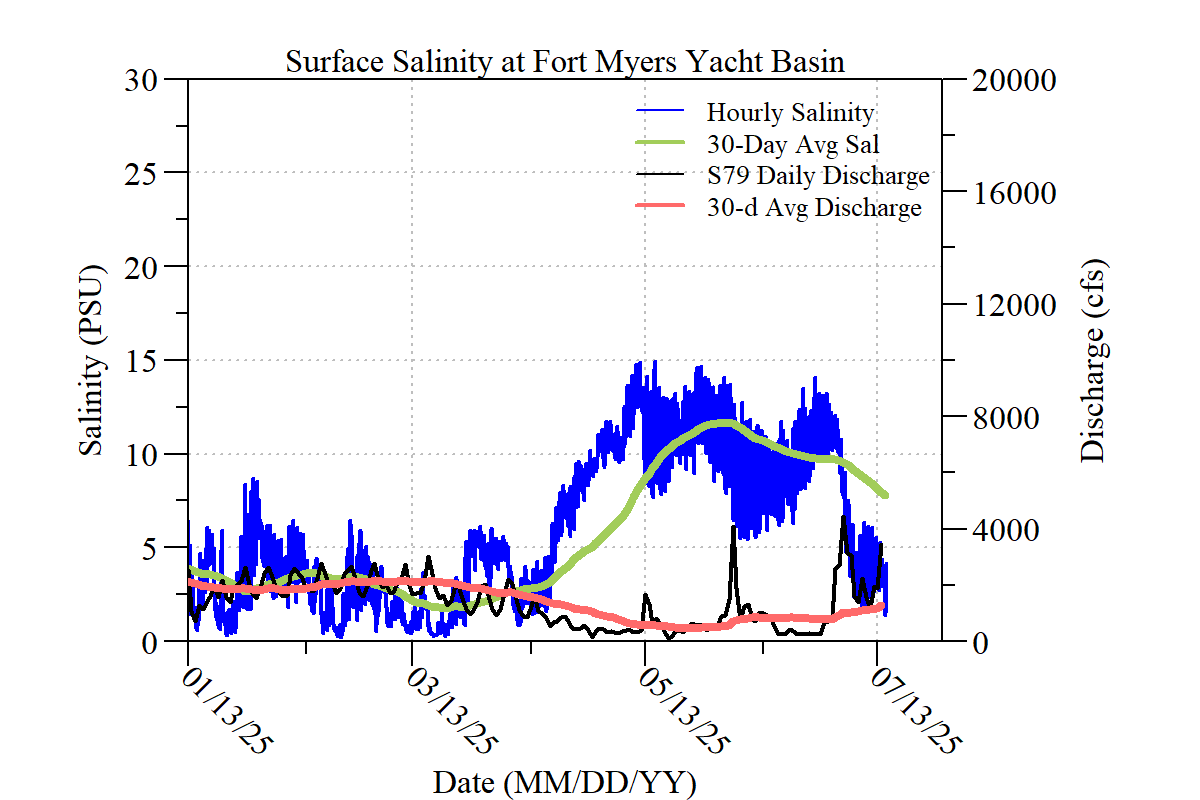 Surface Salinity at Fort Myers Yacht Basin
30
25
20
15
10
5
0
Salinity (PSU)
20000
16000
12000
8000
4000
0
Discharge (cfs)
Hourly Salinity
30-Day Avg Sal
S79 Daily Discharge
30-d Avg Discharge
01/13/25
03/13/25
05/13/25
07/13/25
Date (MM/DD/YY)